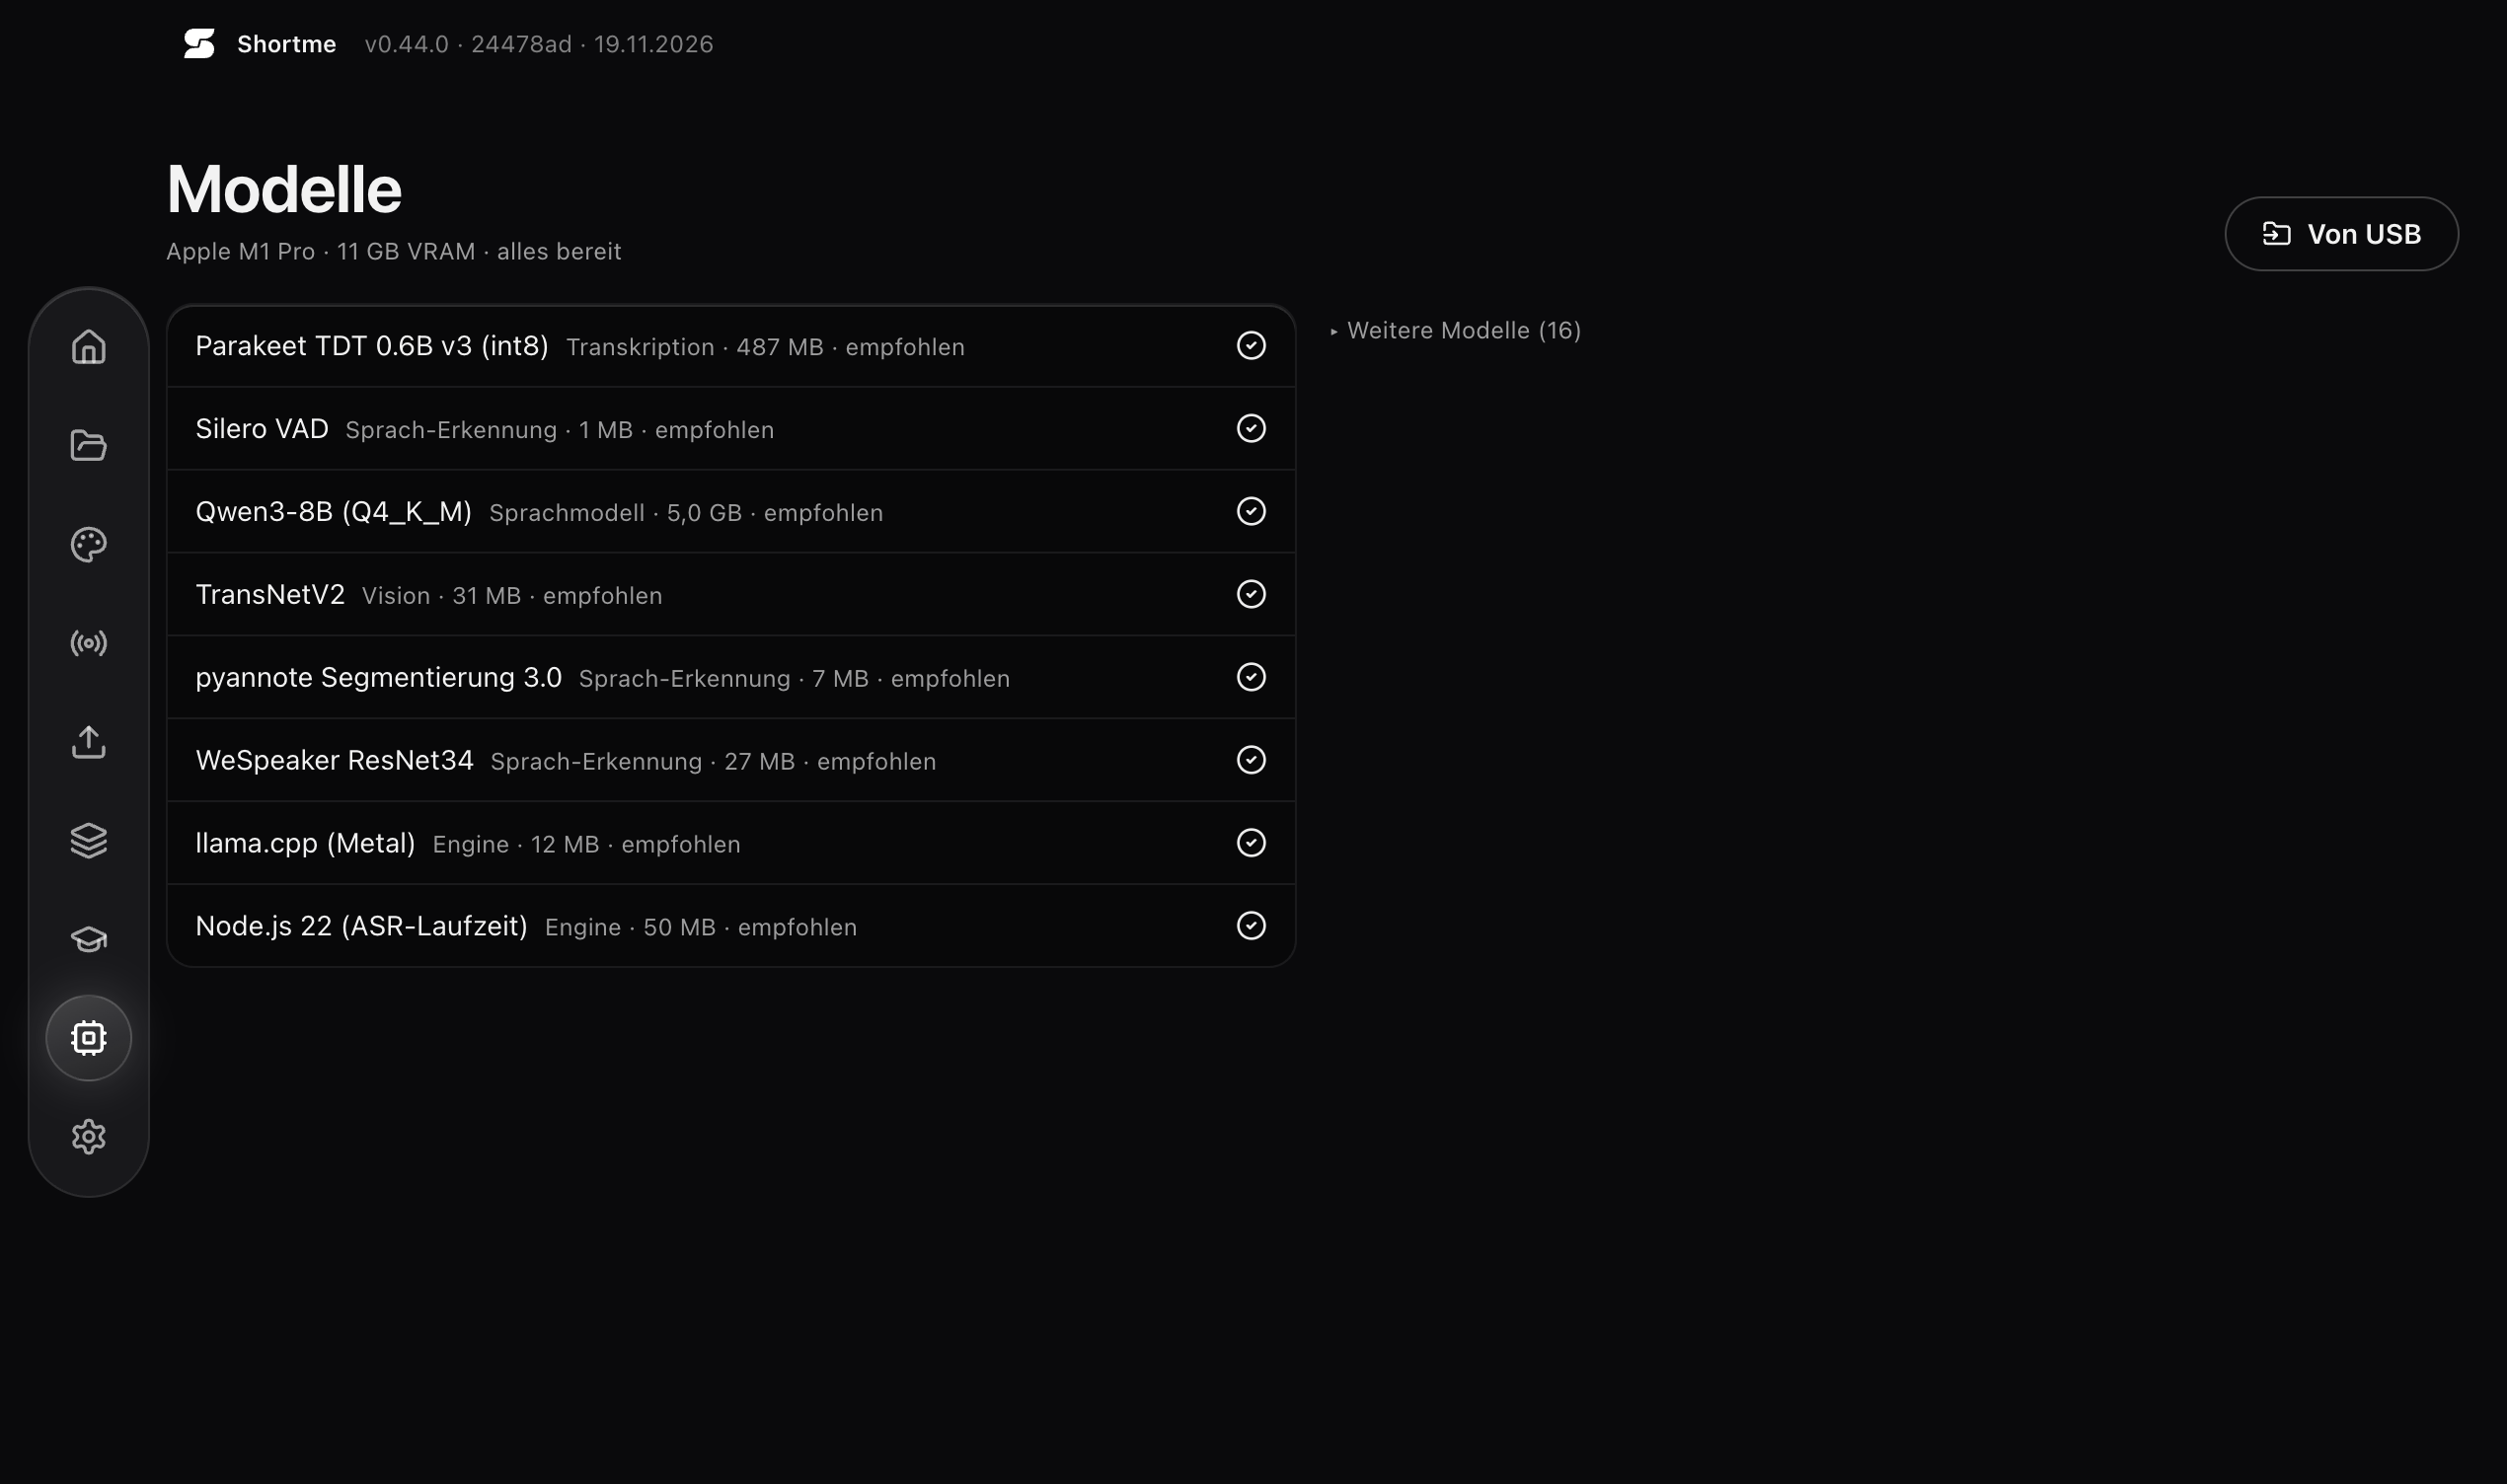 Shortme v0.44.0 · 24478ad · 19.11.2026
Modelle
Apple M1 Pro · 11 GB VRAM · alles bereit
Von USB
Parakeet TDT 0.6B v3 (int8) Transkription · 487 MB · empfohlen
Silero VAD Sprach-Erkennung · 1 MB · empfohlen
Qwen3-8B (Q4_K_M) Sprachmodell · 5,0 GB · empfohlen
TransNetV2 Vision · 31 MB · empfohlen
pyannote Segmentierung 3.0 Sprach-Erkennung · 7 MB · empfohlen
WeSpeaker ResNet34 Sprach-Erkennung · 27 MB · empfohlen
llama.cpp (Metal) Engine · 12 MB · empfohlen
Node.js 22 (ASR-Laufzeit) Engine · 50 MB · empfohlen
Weitere Modelle (16)